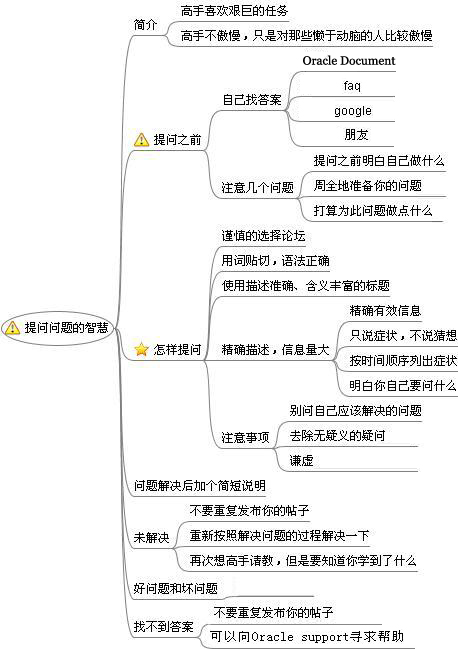 简介
高手喜欢艰巨的任务
高手不傲慢，只是对那些懒于动脑的人比较傲慢
提问之前
自己找答案
Oracle Document
faq
google
朋友
注意几个问题
提问之前明白自己做什么
周全地准备你的问题
打算为此问题做点什么
提问问题的智慧
怎样提问
谨慎的选择论坛
用词贴切，语法正确
使用描述准确、含义丰富的标题
精确描述，信息量大
精确有效信息
只说症状，不说猜想
按时间顺序列出症状
明白你自己要问什么
注意事项
别问自己应该解决的问题
去除无疑义的疑问
谦虚
问题解决后加个简短说明
未解决
不要重复发布你的帖子
重新按照解决问题的过程解决一下
再次想高手请教，但是要知道你学到了什么
好问题和坏问题
找不到答案
不要重复发布你的帖子
可以向Oracle support寻求帮助